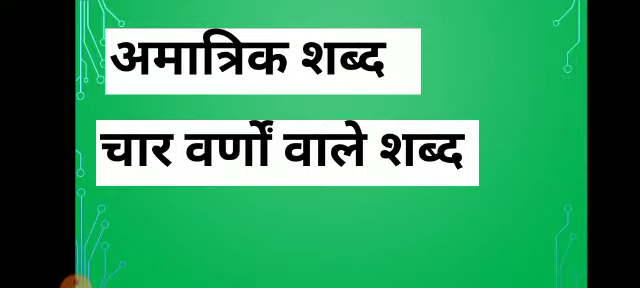 अमात्रिक शब्द
चार वर्णों वाले शब्द